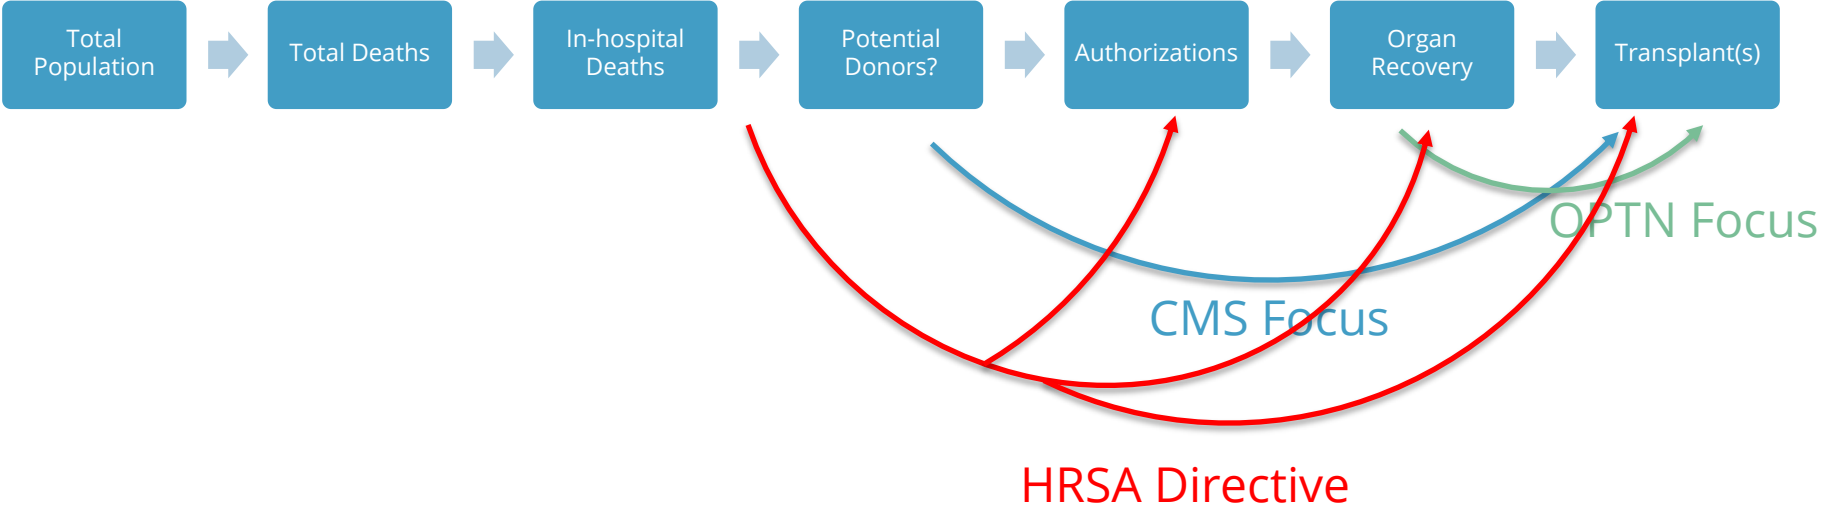 Total
Population
Total Deaths
In-hospital
Deaths
Potential
Donors?
Authorizations
Organ
Recovery
Transplant(s)
OPTN Focus
CMS Focus
HRSA Directive